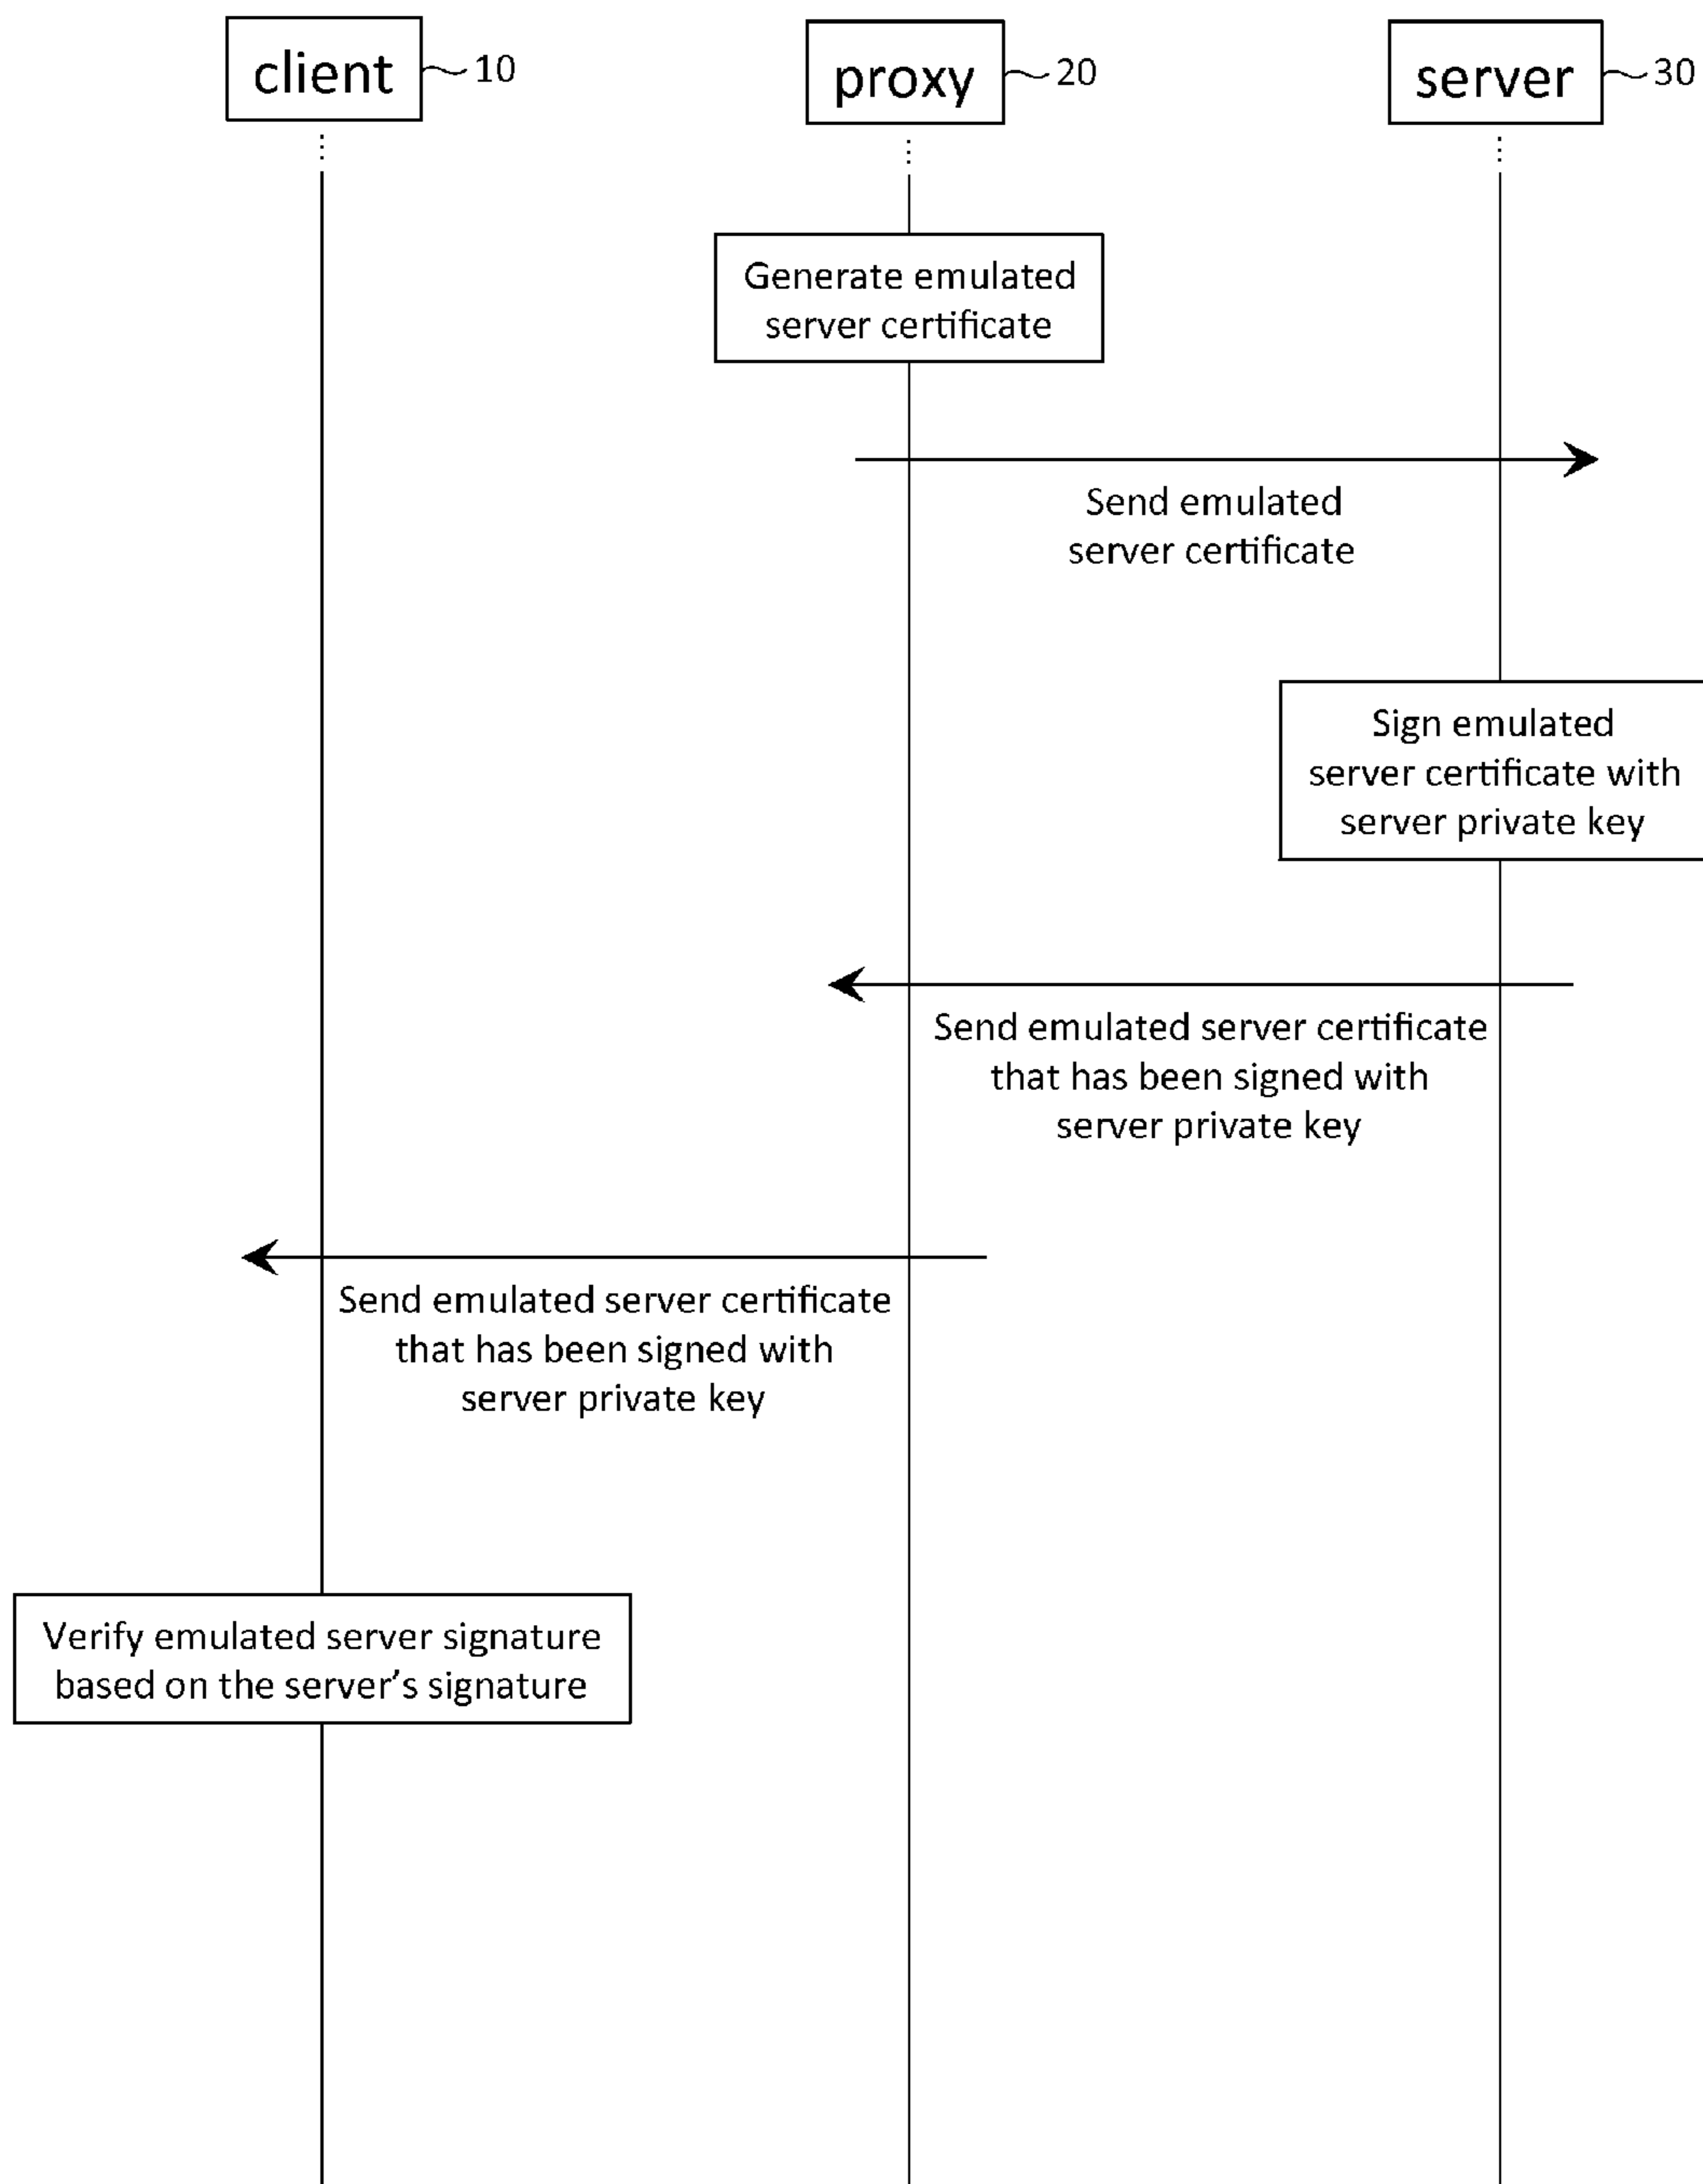 client
10
proxy
20
server
30
Generate emulated
server certificate
Send emulated
server certificate
Sign emulated
server certificate with
server private key
Send emulated server certificate
that has been signed with
server private key
Send emulated server certificate
that has been signed with
server private key
Verify emulated server signature
based on the server’s signature